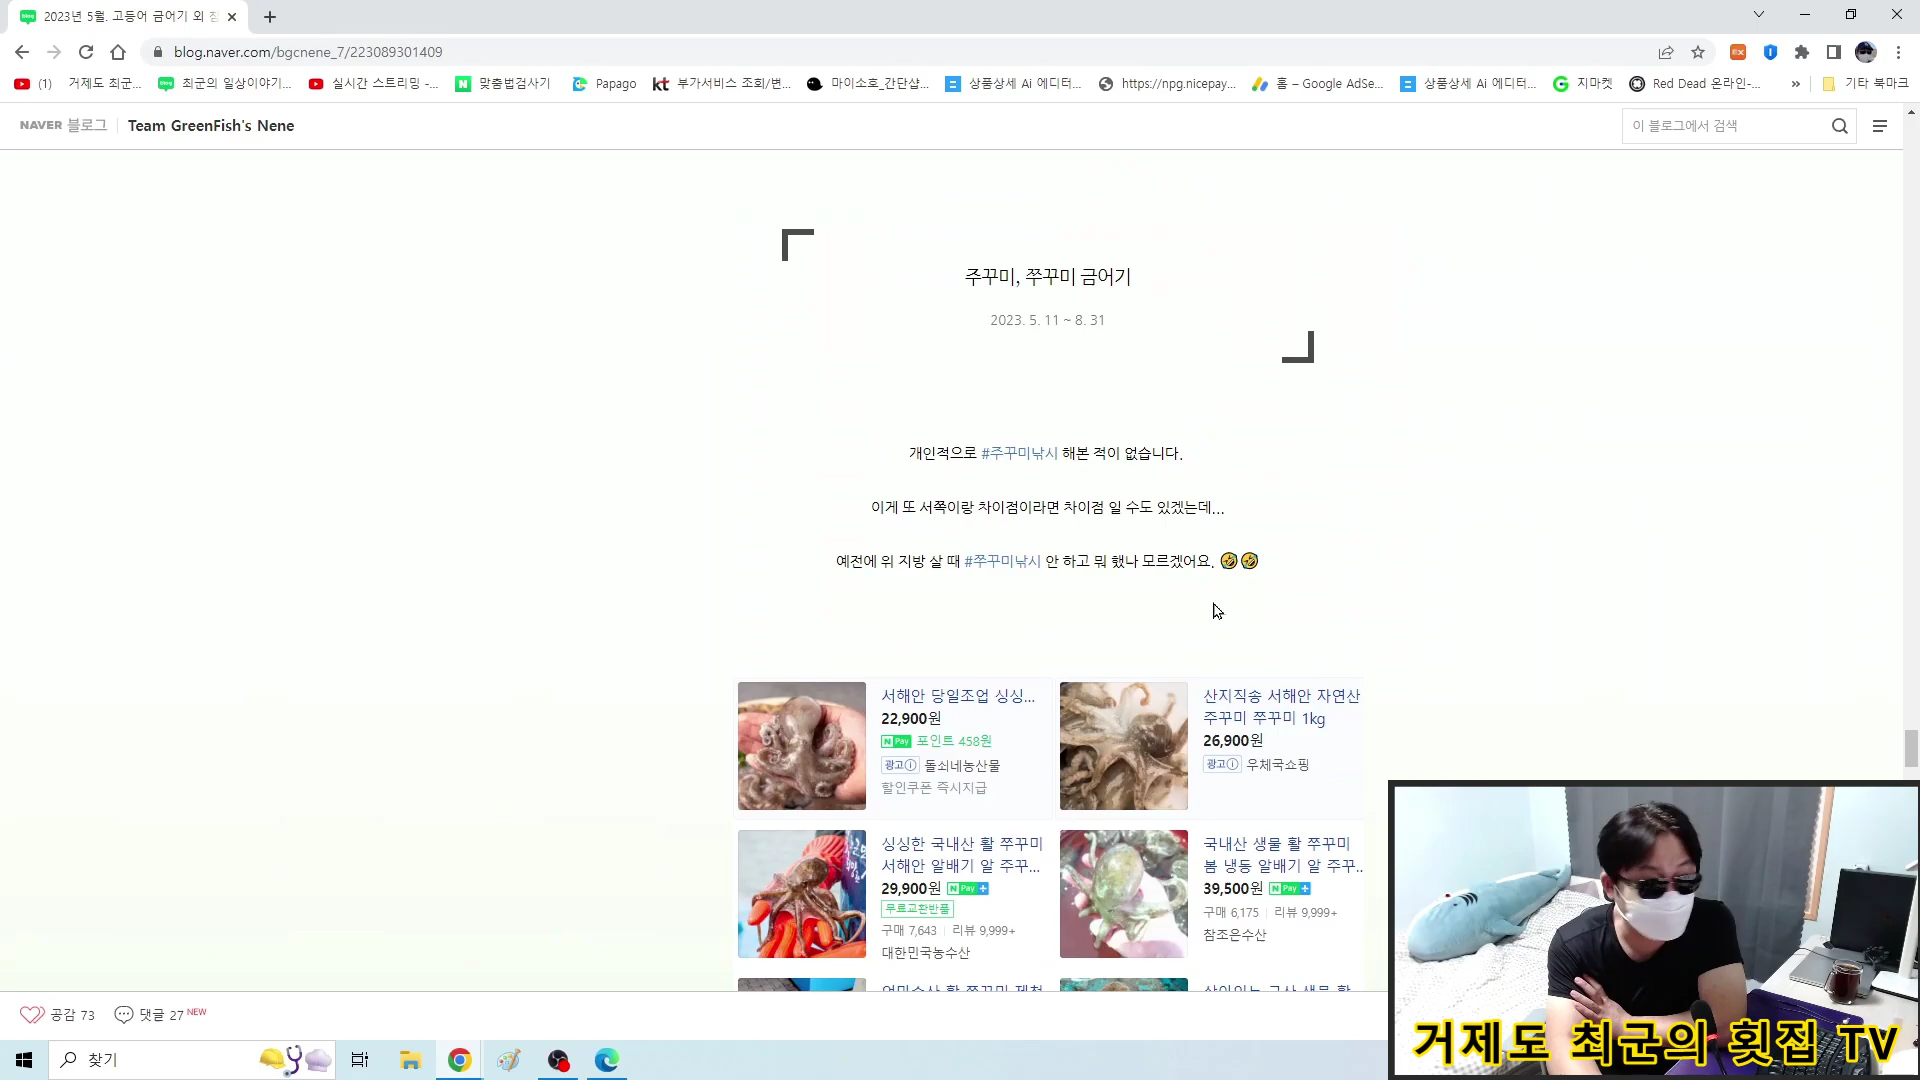 2023년 5월. 고등어 금어기 외 참
blog.naver.com/bgcnene_7/223089301409
(1) 거제도 최군...
최군의 일상이야기...
실시간 스트리밍 -...
맞춤법검사기
Papago
kt 부가서비스 조회/변...
마이소호_간단샵...
상품상세 Ai 에디터...
https://npg.nicepay...
홈 – Google AdSe...
상품상세 Ai 에디터...
지마켓
Red Dead 온라인-...
»
기타 북마크
NAVER 블로그
Team GreenFish's Nene
이 블로그에서 검색
주꾸미, 쭈꾸미 금어기
2023. 5. 11 ~ 8. 31
개인적으로 #주꾸미낚시 해본 적이 없습니다.
이게 또 서쪽이랑 차이점이라면 차이점 일 수도 있겠는데...
예전에 위 지방 살 때 #쭈꾸미낚시 안 하고 뭐 했나 모르겠어요. 🤣🤣
서해안 당일조업 싱싱...
22,900원
N Pay 포인트 458원
광고ⓘ 돌쇠네농산물
할인쿠폰 즉시지급
산지직송 서해안 자연산
주꾸미 쭈꾸미 1kg
26,900원
광고ⓘ 우체국쇼핑
싱싱한 국내산 활 쭈꾸미
서해안 알배기 알 주꾸...
29,900원 N Pay +
무료교환반품
구매 7,643 | 리뷰 9,999+
대한민국농수산
국내산 생물 활 쭈꾸미
봄 냉동 알배기 알 주꾸...
39,500원 N Pay +
구매 6,175 | 리뷰 9,999+
참조은수산
공감 73
댓글 27 NEW
찾기
거제도 최군의 횟집 TV